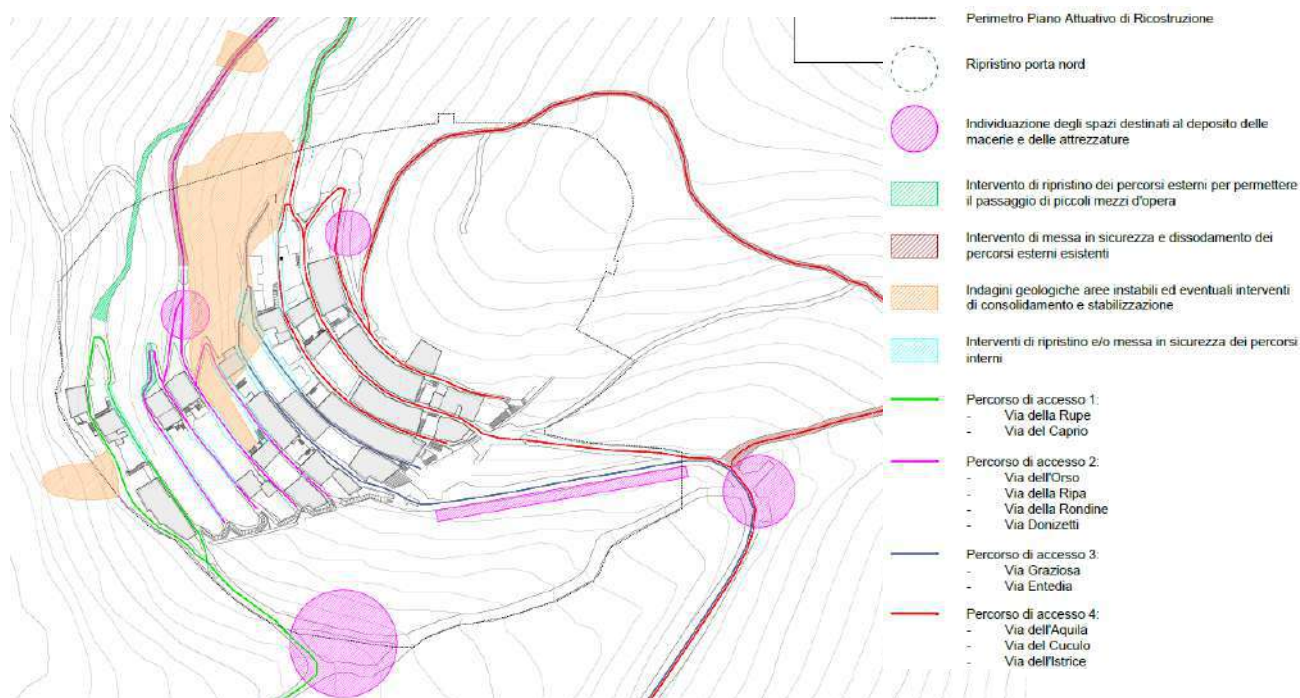 Perimetro Piano Attuativo di Ricostruzione
Ripristino porta nord
Individuazione degli spazi destinati al deposito delle
macerie e delle attrezzature
Intervento di ripristino dei percorsi esterni per permettere
il passaggio di piccoli mezzi d'opera
Intervento di messa in sicurezza e dissodamento dei
percorsi esterni esistenti
Indagini geologiche aree instabili ed eventuali interventi
di consolidamento e stabilizzazione
Interventi di ripristino e/o messa in sicurezza dei percorsi
interni
Percorso di accesso 1:
- Via della Rupe
- Via del Caprio
Percorso di accesso 2:
- Via dell'Orso
- Via della Ripa
- Via della Rondine
- Via Donizetti
Percorso di accesso 3:
- Via Graziosa
- Via Entedia
Percorso di accesso 4:
- Via dell'Aquila
- Via del Cuculo
- Via dell'Istrice